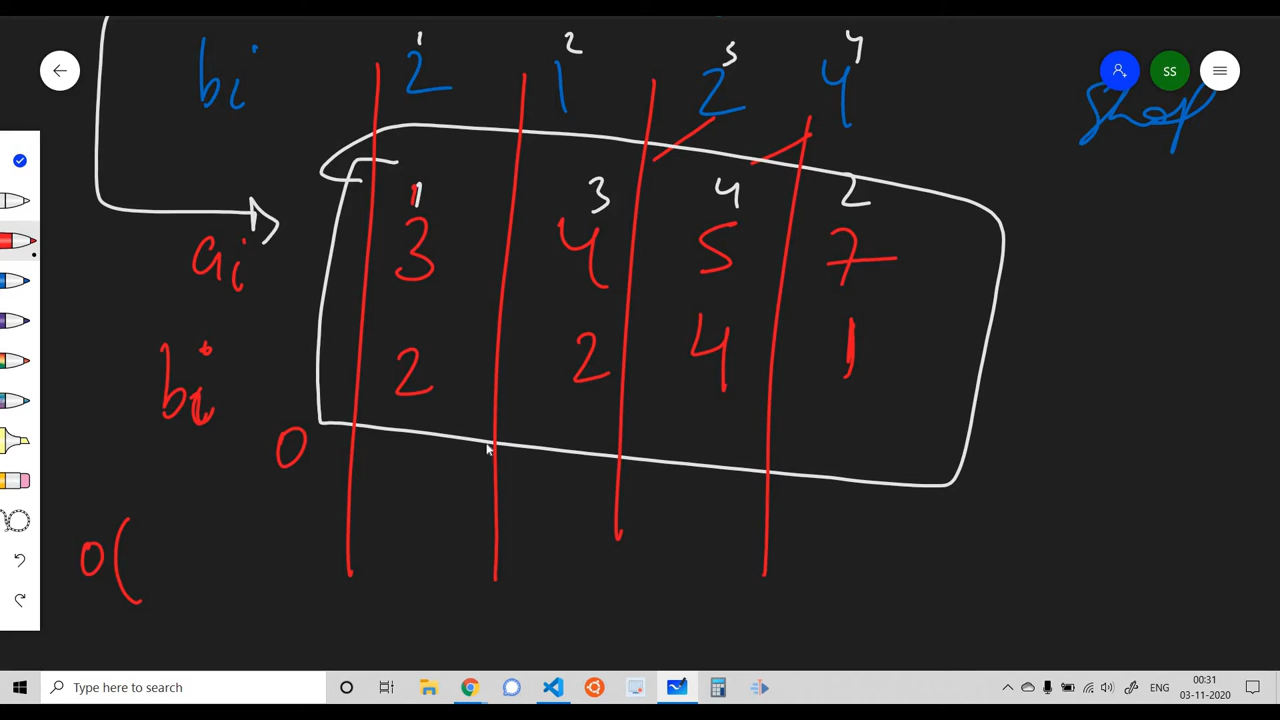 1 2 3 4
bi 2 1 2 4
Shop
SS
1 3 4 2
ai 3 4 5 7
bi 2 2 4 1
0
O(
Type here to search
ENG
00:31
03-11-2020